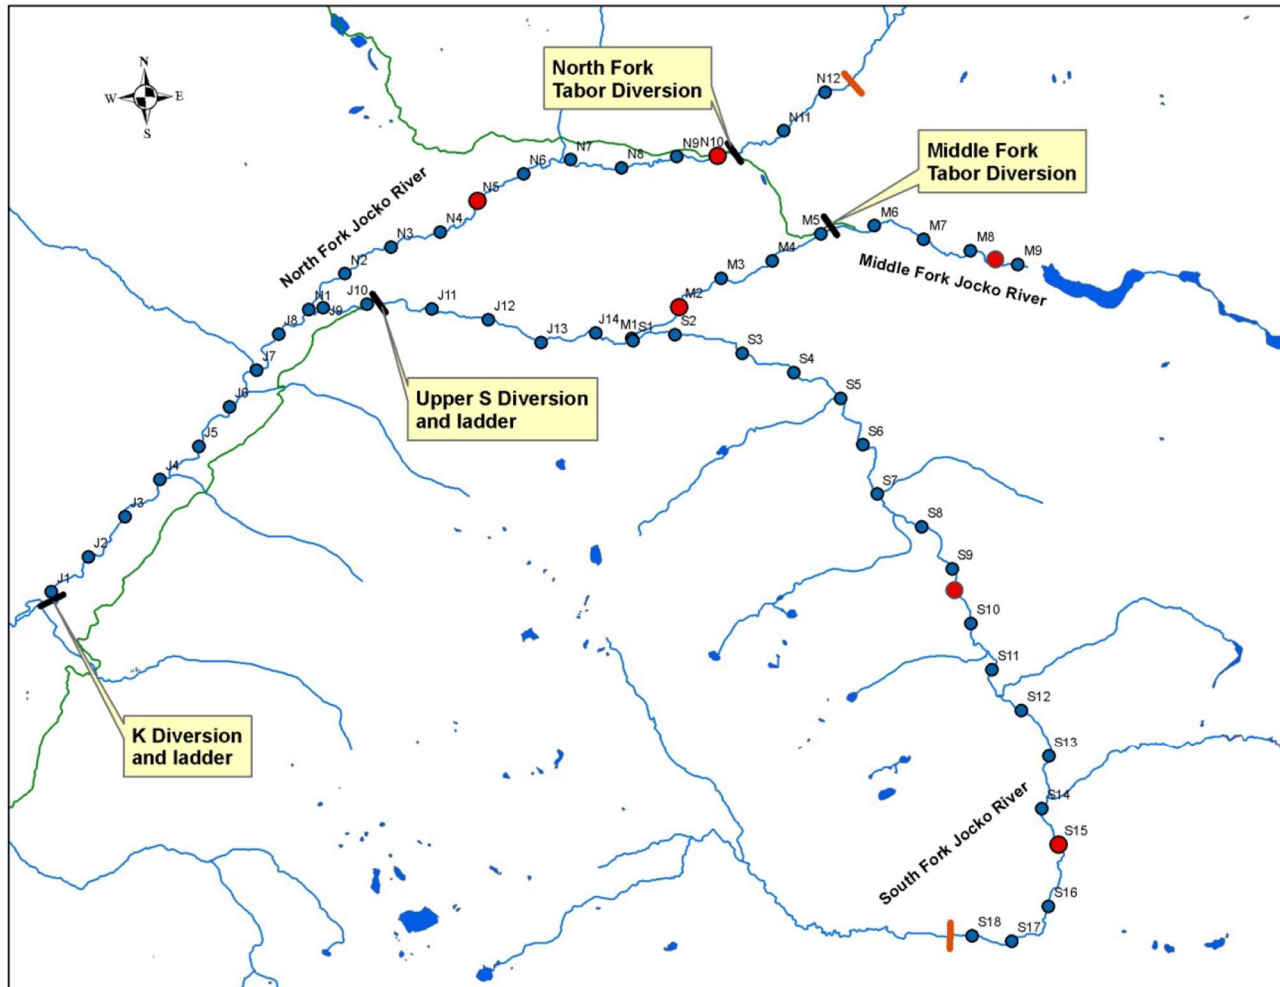 N
W
E
S
North Fork
Tabor Diversion
N12
N11
N10
N9
N8
N7
N6
N5
N4
N3
N2
N1
North Fork Jocko River
Middle Fork
Tabor Diversion
M5
M6
M7
M8
M9
M4
M3
M2
M1
Middle Fork Jocko River
J14
J13
J12
J11
J10
J9
J8
J7
J6
J5
J4
J3
J2
J1
Upper S Diversion
and ladder
K Diversion
and ladder
S1
S2
S3
S4
S5
S6
S7
S8
S9
S10
S11
S12
S13
S14
S15
S16
S17
S18
South Fork Jocko River